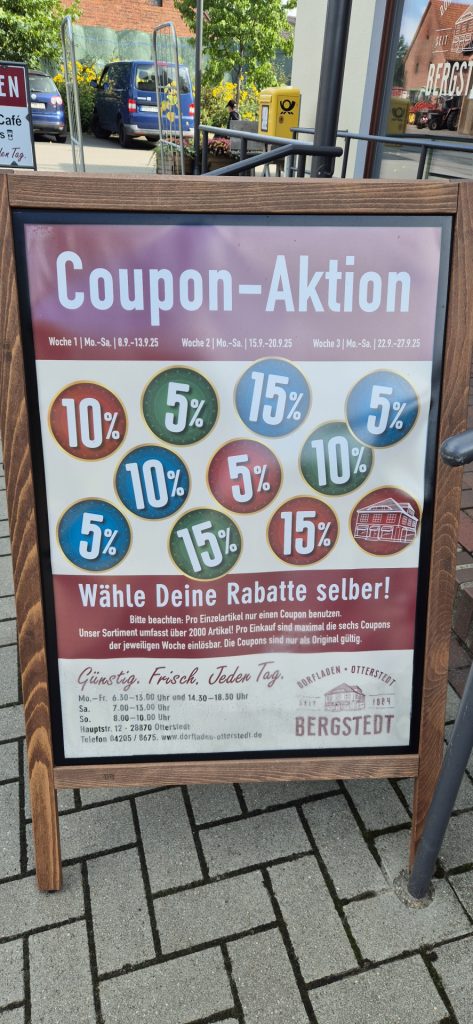 EN
Café
Tag.
SEIT
BERGST
Coupon-Aktion
Woche 1 | Mo.-Sa. | 8.9.-13.9.25 Woche 2 | Mo.-Sa. | 15.9.-20.9.25 Woche 3 | Mo.-Sa. | 22.9.-27.9.25
10% 5% 15% 5%
10% 5% 10%
5% 15% 15%
Wähle Deine Rabatte selber!
Bitte beachten: Pro Einzelartikel nur einen Coupon benutzen.
Unser Sortiment umfasst über 2000 Artikel! Pro Einkauf sind maximal die sechs Coupons
der jeweiligen Woche einlösbar. Die Coupons sind nur als Original gültig.
Günstig. Frisch. Jeden Tag.
Mo.-Fr. 6.30-13.00 Uhr und 14.30-18.30 Uhr
Sa. 7.00-13.00 Uhr
So. 8.00-10.00 Uhr
Hauptstr. 12 - 28870 Otterstedt
Telefon 04205 / 8675. www.dorfladen-otterstedt.de
DORFLADEN • OTTERSTEDT
SEIT 1884
BERGSTEDT